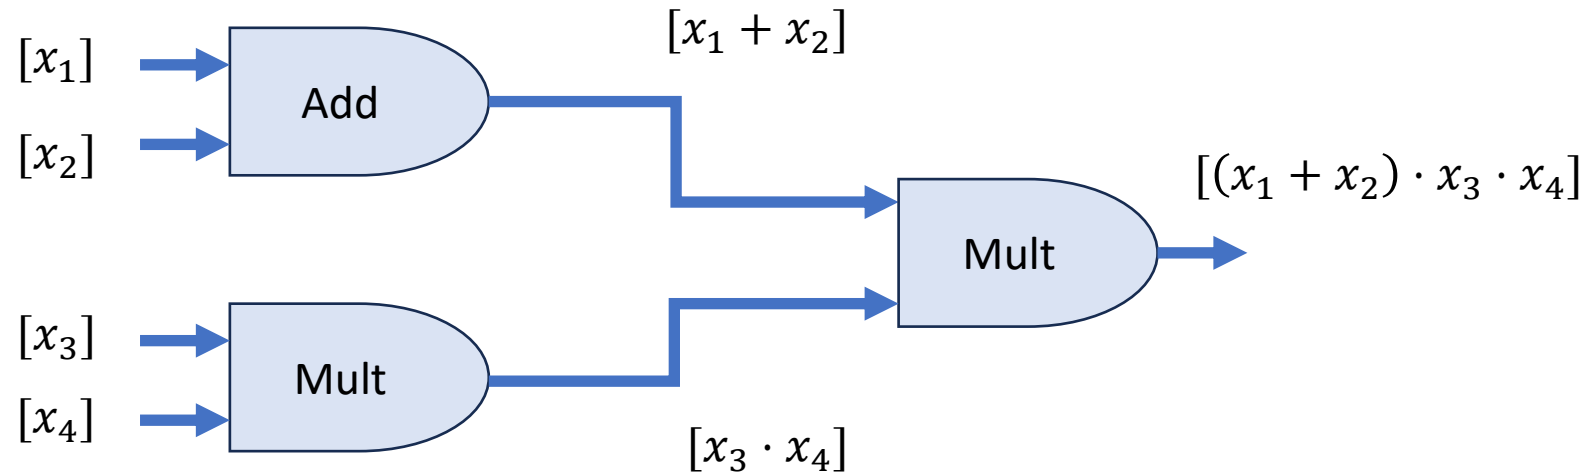 [x₁]
[x₂]
Add
[x₁ + x₂]
[x₃]
[x₄]
Mult
[x₃ · x₄]
Mult
[(x₁ + x₂) · x₃ · x₄]